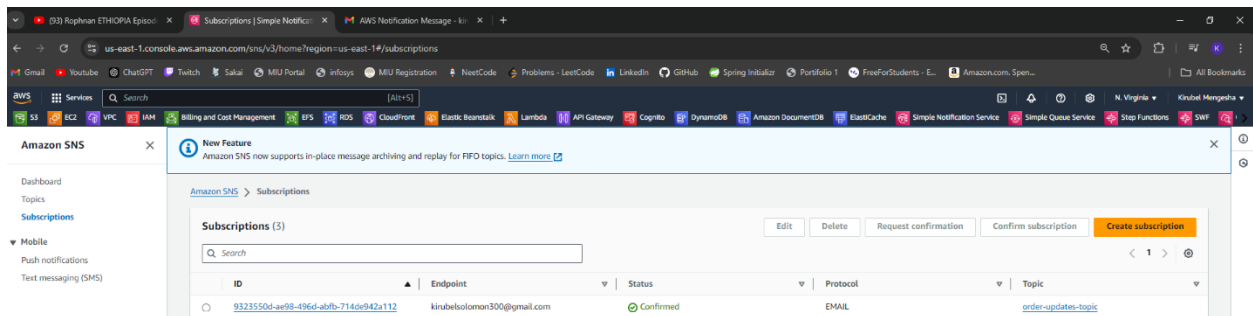 (93) Rophnan ETHIOPIA Episod
Subscriptions | Simple Notificat
AWS Notification Message - kir
us-east-1.console.aws.amazon.com/sns/v3/home?region=us-east-1#/subscriptions
Gmail Youtube ChatGPT Twitch Sakai MIU Portal infosys MIU Registration NeetCode Problems - LeetCode LinkedIn GitHub Spring Initializr Portifolio 1 FreeForStudents - E... Amazon.com. Spen... All Bookmarks
aws Services Search [Alt+S] N. Virginia Kirubel Mengesha
S3 EC2 VPC IAM Billing and Cost Management EFS RDS CloudFront Elastic Beanstalk Lambda API Gateway Cognito DynamoDB Amazon DocumentDB ElastiCache Simple Notification Service Simple Queue Service Step Functions SWF
Amazon SNS
Dashboard
Topics
Subscriptions
Mobile
Push notifications
Text messaging (SMS)
New Feature
Amazon SNS now supports in-place message archiving and replay for FIFO topics. Learn more
Amazon SNS > Subscriptions
Subscriptions (3)
Edit Delete Request confirmation Confirm subscription Create subscription
Search
1
ID Endpoint Status Protocol Topic
9323550d-ae98-496d-abfb-714de942a112 kirubelsolomon300@gmail.com Confirmed EMAIL order-updates-topic